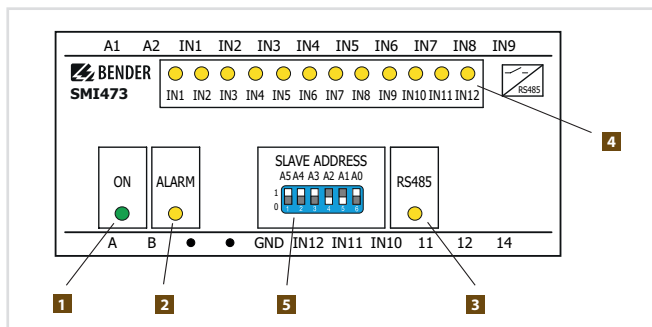 A1 A2 IN1 IN2 IN3 IN4 IN5 IN6 IN7 IN8 IN9
BENDER
SMI473
IN1 IN2 IN3 IN4 IN5 IN6 IN7 IN8 IN9 IN10 IN11 IN12
RS485
4
ON
ALARM
SLAVE ADDRESS
A5 A4 A3 A2 A1 A0
1
0
1 2 3 4 5 6
RS485
A B • • GND IN12 IN11 IN10 11 12 14
1 2 5 3